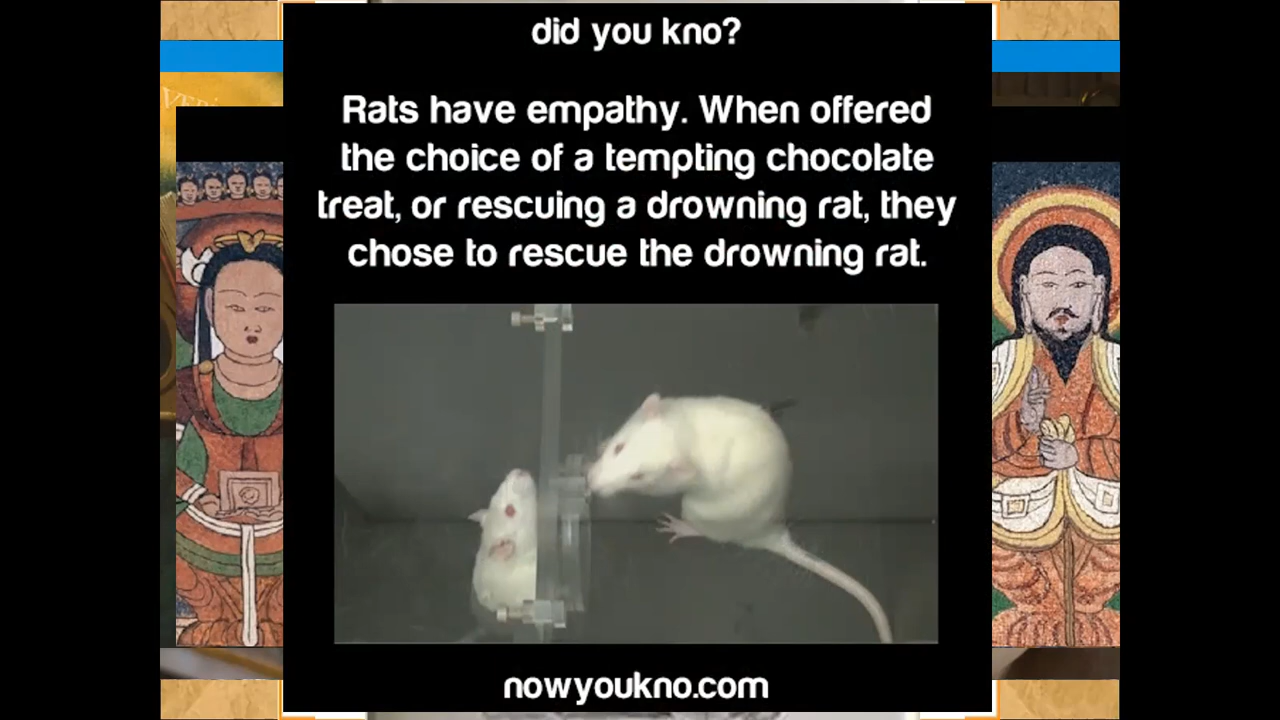 did you kno?
Rats have empathy. When offered
the choice of a tempting chocolate
treat, or rescuing a drowning rat, they
chose to rescue the drowning rat.
nowyoukno.com